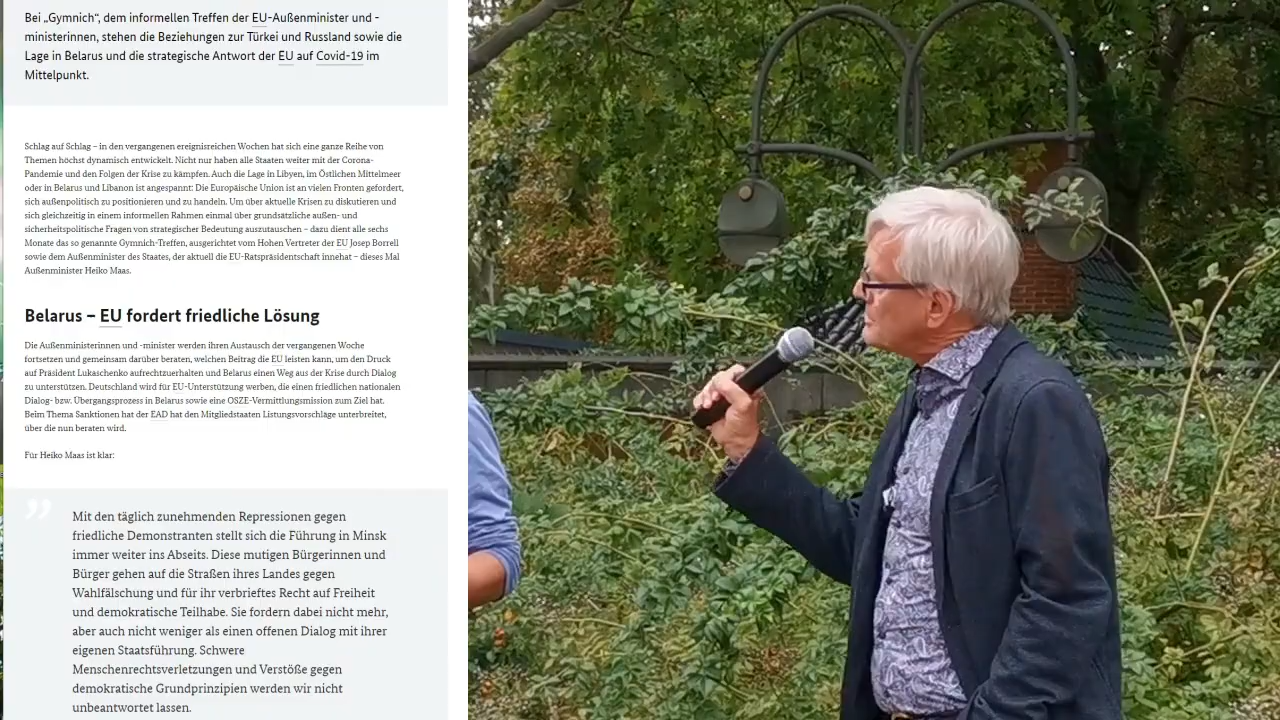 Bei „Gymnich“, dem informellen Treffen der EU-Außenminister und -
ministerinnen, stehen die Beziehungen zur Türkei und Russland sowie die
Lage in Belarus und die strategische Antwort der EU auf Covid-19 im
Mittelpunkt.
Schlag auf Schlag – in den vergangenen ereignisreichen Wochen hat sich eine ganze Reihe von
Themen höchst dynamisch entwickelt. Nicht nur haben alle Staaten weiter mit der Corona-
Pandemie und den Folgen der Krise zu kämpfen. Auch die Lage in Libyen, im Östlichen Mittelmeer
oder in Belarus und Libanon ist angespannt: Die Europäische Union ist an vielen Fronten gefordert,
sich außenpolitisch zu positionieren und zu handeln. Um über aktuelle Krisen zu diskutieren und
sich gleichzeitig in einem informellen Rahmen einmal über grundsätzliche außen- und
sicherheitspolitische Fragen von strategischer Bedeutung auszutauschen – dazu dient alle sechs
Monate das so genannte Gymnich-Treffen, ausgerichtet vom Hohen Vertreter der EU Josep Borrell
sowie dem Außenminister des Staates, der aktuell die EU-Ratspräsidentschaft innehat – dieses Mal
Außenminister Heiko Maas.
Belarus – EU fordert friedliche Lösung
Die Außenministerinnen und -minister werden ihren Austausch der vergangenen Woche
fortsetzen und gemeinsam darüber beraten, welchen Beitrag die EU leisten kann, um den Druck
auf Präsident Lukaschenko aufrechtzuerhalten und Belarus einen Weg aus der Krise durch Dialog
zu unterstützen. Deutschland wird für EU-Unterstützung werben, die einen friedlichen nationalen
Dialog- bzw. Übergangsprozess in Belarus sowie eine OSZE-Vermittlungsmission zum Ziel hat.
Beim Thema Sanktionen hat der EAD hat den Mitgliedstaaten Listungsvorschläge unterbreitet,
über die nun beraten wird.
Für Heiko Maas ist klar:
”
Mit den täglich zunehmenden Repressionen gegen
friedliche Demonstranten stellt sich die Führung in Minsk
immer weiter ins Abseits. Diese mutigen Bürgerinnen und
Bürger gehen auf die Straßen ihres Landes gegen
Wahlfälschung und für ihr verbrieftes Recht auf Freiheit
und demokratische Teilhabe. Sie fordern dabei nicht mehr,
aber auch nicht weniger als einen offenen Dialog mit ihrer
eigenen Staatsführung. Schwere
Menschenrechtsverletzungen und Verstöße gegen
demokratische Grundprinzipien werden wir nicht
unbeantwortet lassen.